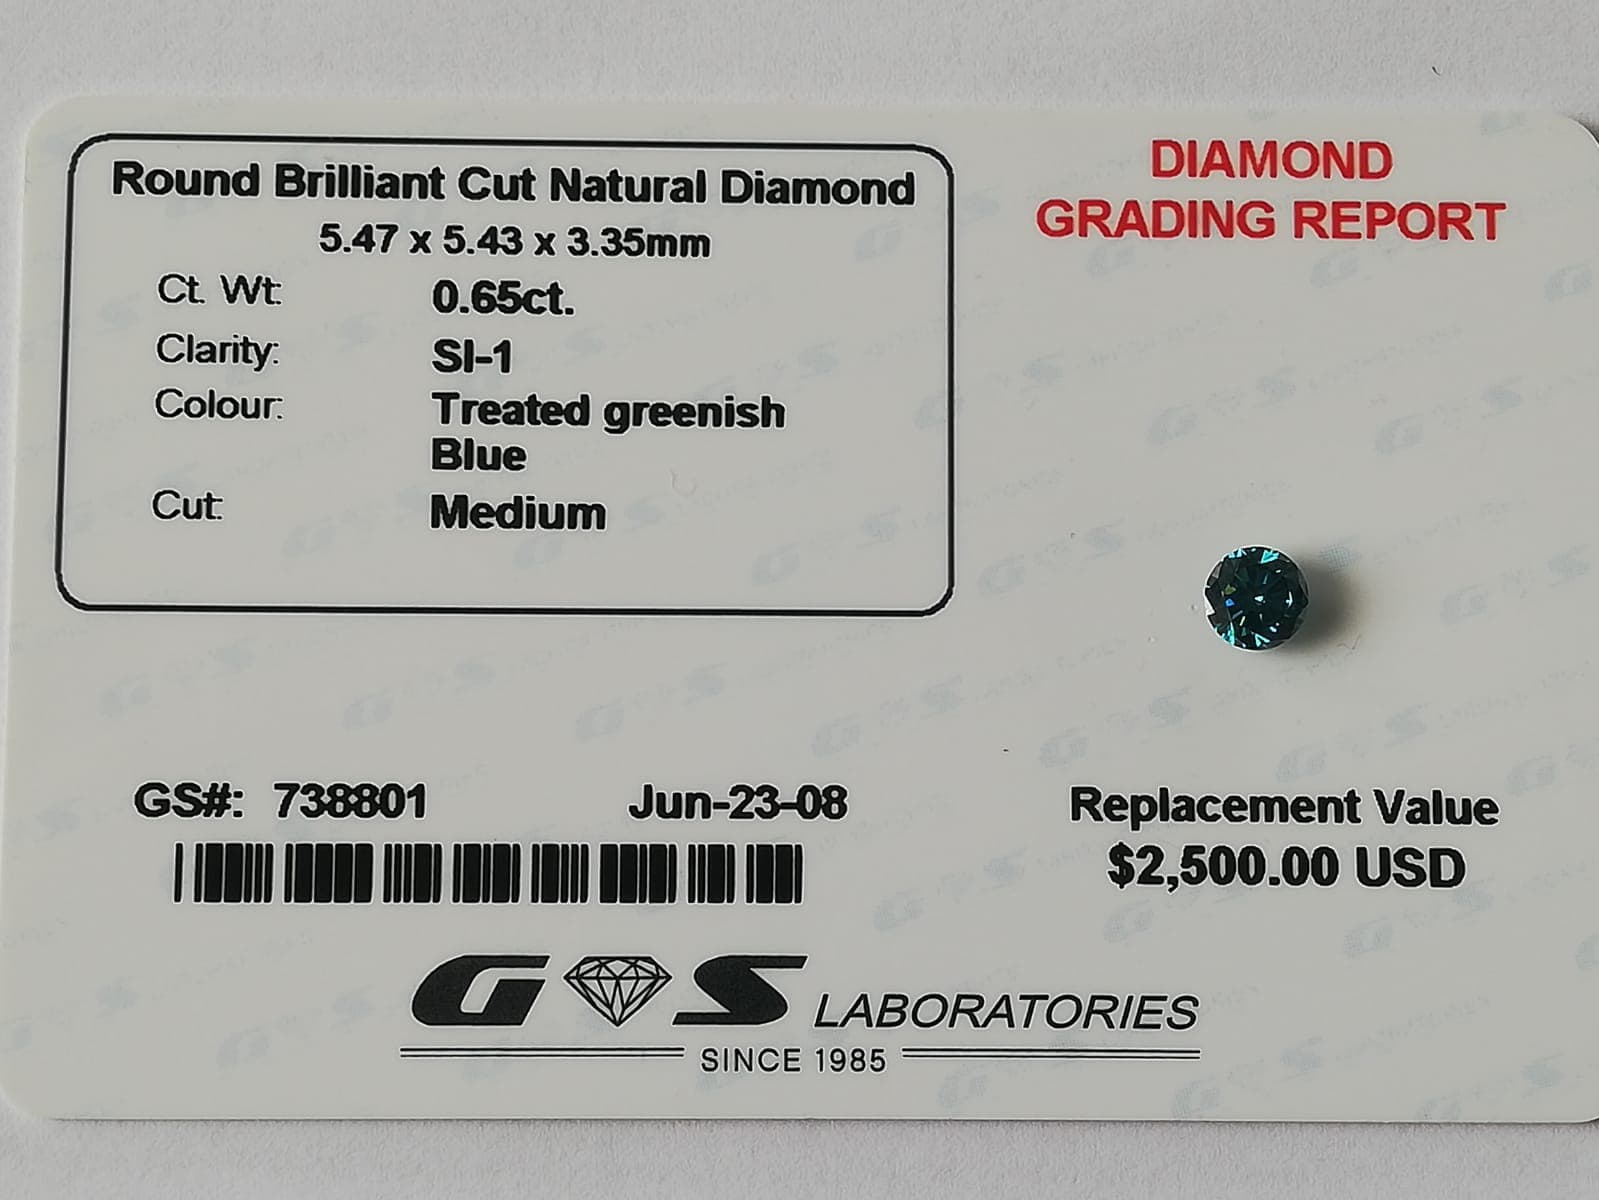 Round Brilliant Cut Natural Diamond
5.47 x 5.43 x 3.35mm
Ct. Wt: 0.65ct.
Clarity: SI-1
Colour: Treated greenish
Blue
Cut: Medium
DIAMOND
GRADING REPORT
GS#: 738801 Jun-23-08
Replacement Value
$2,500.00 USD
G S LABORATORIES
SINCE 1985